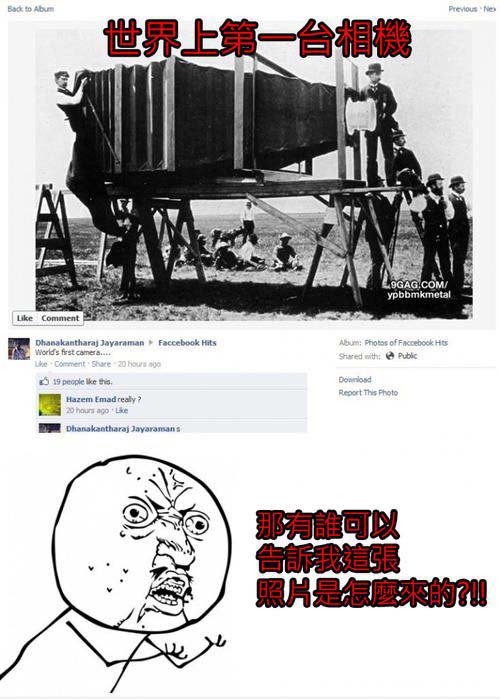 Back to Album
Previous · Nex
世界上第一台相機
9GAG.COM/
ypbbmkmetal
Like Comment
Dhanakantharaj Jayaraman ▸ Faccebook Hits
World's first camera....
Like · Comment · Share · 20 hours ago
19 people like this.
Hazem Emad really ?
20 hours ago · Like
Dhanakantharaj Jayaraman s
Album: Photos of Faccebook Hits
Shared with: Public
Download
Report This Photo
那有誰可以
告訴我這張
照片是怎麼來的?!!